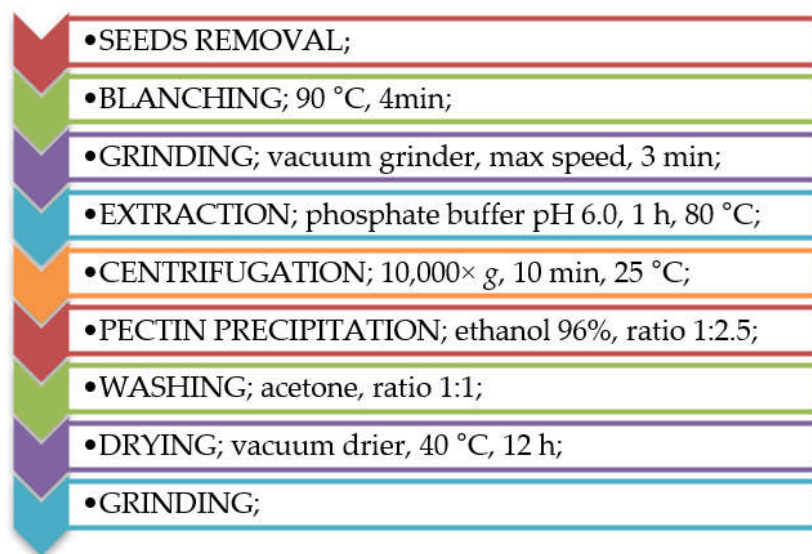 •SEEDS REMOVAL;
•BLANCHING; 90 °C, 4min;
•GRINDING; vacuum grinder, max speed, 3 min;
•EXTRACTION; phosphate buffer pH 6.0, 1 h, 80 °C;
•CENTRIFUGATION; 10,000× g, 10 min, 25 °C;
•PECTIN PRECIPITATION; ethanol 96%, ratio 1:2.5;
•WASHING; acetone, ratio 1:1;
•DRYING; vacuum drier, 40 °C, 12 h;
•GRINDING;